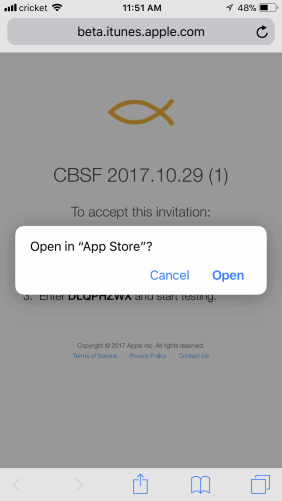 cricket 11:51 AM 48%
beta.itunes.apple.com
CBSF 2017.10.29 (1)
To accept this invitation:
Open in “App Store”?
Cancel Open
3. Enter DLQPHZWX and start testing.
Copyright © 2017 Apple Inc. All rights reserved.
Terms of Service | Privacy Policy | Contact Us